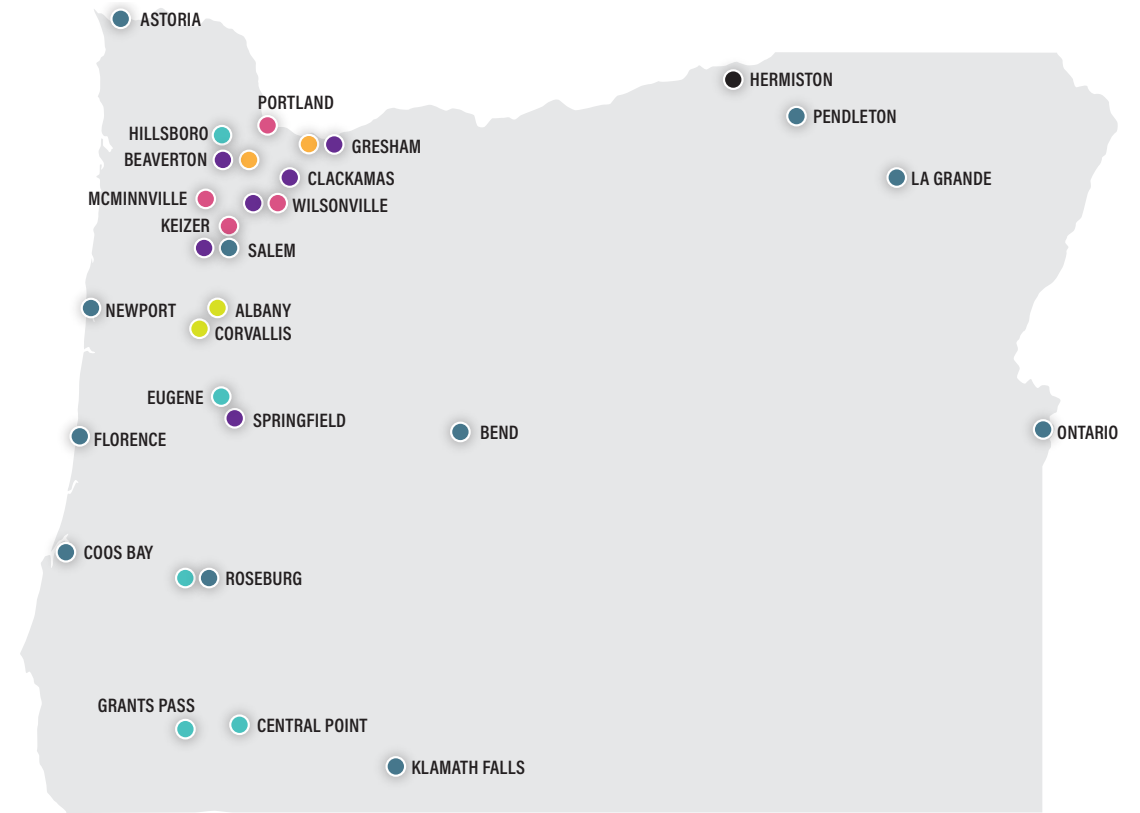 ASTORIA
HERMISTON
PORTLAND
PENDLETON
HILLSBORO
GRESHAM
BEAVERTON
CLACKAMAS
LA GRANDE
MCMINNVILLE
WILSONVILLE
KEIZER
SALEM
NEWPORT
ALBANY
CORVALLIS
EUGENE
SPRINGFIELD
FLORENCE
BEND
ONTARIO
COOS BAY
ROSEBURG
GRANTS PASS
CENTRAL POINT
KLAMATH FALLS